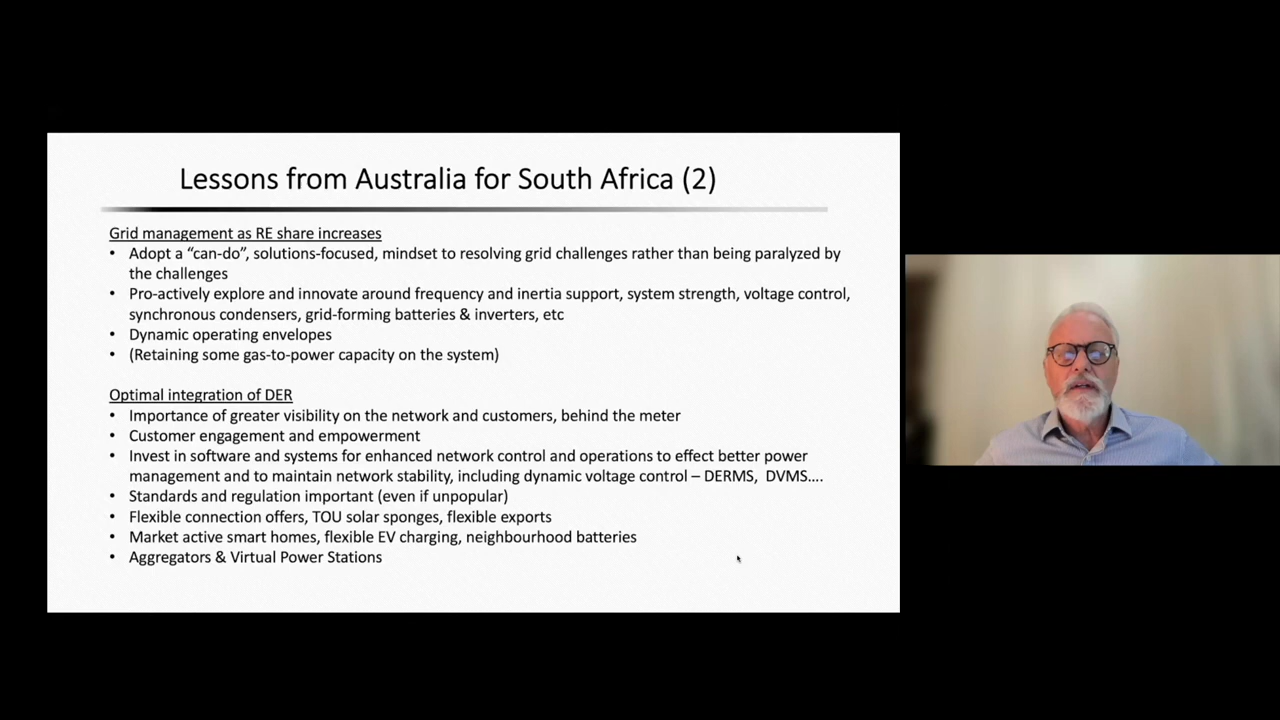 Lessons from Australia for South Africa (2)
Grid management as RE share increases
• Adopt a “can-do”, solutions-focused, mindset to resolving grid challenges rather than being paralyzed by
the challenges
• Pro-actively explore and innovate around frequency and inertia support, system strength, voltage control,
synchronous condensers, grid-forming batteries & inverters, etc
• Dynamic operating envelopes
• (Retaining some gas-to-power capacity on the system)
Optimal integration of DER
• Importance of greater visibility on the network and customers, behind the meter
• Customer engagement and empowerment
• Invest in software and systems for enhanced network control and operations to effect better power
management and to maintain network stability, including dynamic voltage control – DERMS, DVMS....
• Standards and regulation important (even if unpopular)
• Flexible connection offers, TOU solar sponges, flexible exports
• Market active smart homes, flexible EV charging, neighbourhood batteries
• Aggregators & Virtual Power Stations